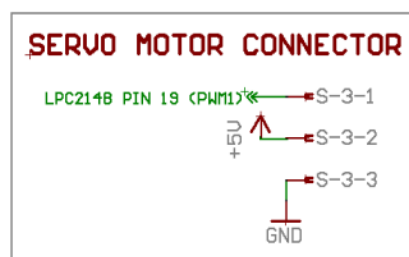 SERVO MOTOR CONNECTOR
LPC2148 PIN 19 (PWM1)
S-3-1
+5V
S-3-2
S-3-3
GND